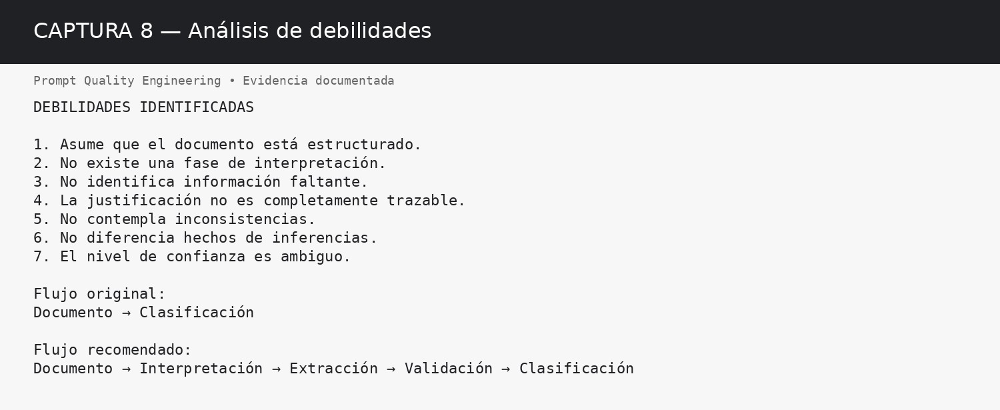 CAPTURA 8 — Análisis de debilidades
Prompt Quality Engineering • Evidencia documentada
DEBILIDADES IDENTIFICADAS
1. Asume que el documento está estructurado.
2. No existe una fase de interpretación.
3. No identifica información faltante.
4. La justificación no es completamente trazable.
5. No contempla inconsistencias.
6. No diferencia hechos de inferencias.
7. El nivel de confianza es ambiguo.
Flujo original:
Documento → Clasificación
Flujo recomendado:
Documento → Interpretación → Extracción → Validación → Clasificación